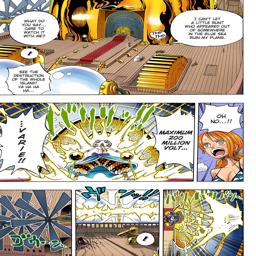 I CAN'T LET
A LITTLE RUNT
WHO APPEARED OUT
OF SOMEWHERE
IN THE BLUE SEA
RUIN MY PLANS.
WHAT DO
YOU SAY...
CARE TO
WATCH IT
WITH ME?
SEE THE
DESTRUCTION OF
THE WHOLE
ISLAND!
YA HA HA
HA...
OH
NO...!!
MAXIMUM
200
MILLION
VOLT...
...VARI!!